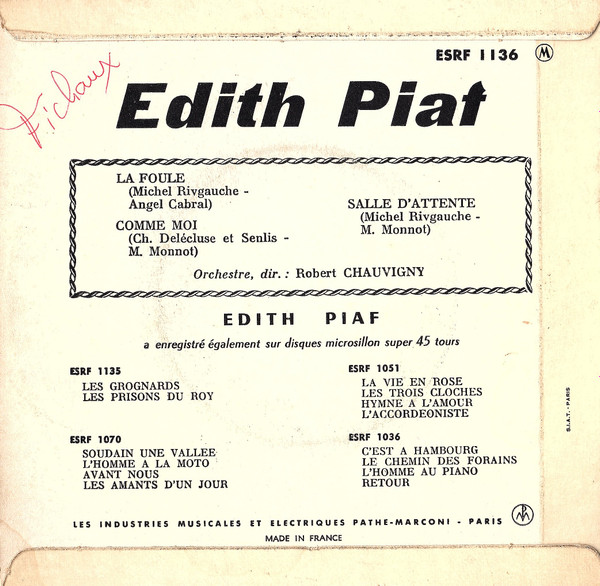 ESRF 1136 M
Fichaux
Edith Piaf
LA FOULE
(Michel Rivgauche -
Angel Cabral)
COMME MOI
(Ch. Delécluse et Senlis -
M. Monnot)
SALLE D'ATTENTE
(Michel Rivgauche -
M. Monnot)
Orchestre, dir. : Robert CHAUVIGNY
EDITH PIAF
a enregistré également sur disques microsillon super 45 tours
ESRF 1135
LES GROGNARDS
LES PRISONS DU ROY
ESRF 1070
SOUDAIN UNE VALLEE
L'HOMME A LA MOTO
AVANT NOUS
LES AMANTS D'UN JOUR
ESRF 1051
LA VIE EN ROSE
LES TROIS CLOCHES
HYMNE A L'AMOUR
L'ACCORDEONISTE
ESRF 1036
C'EST A HAMBOURG
LE CHEMIN DES FORAINS
L'HOMME AU PIANO
RETOUR
S.I.A.T. - PARIS
LES INDUSTRIES MUSICALES ET ELECTRIQUES PATHE-MARCONI - PARIS
MADE IN FRANCE